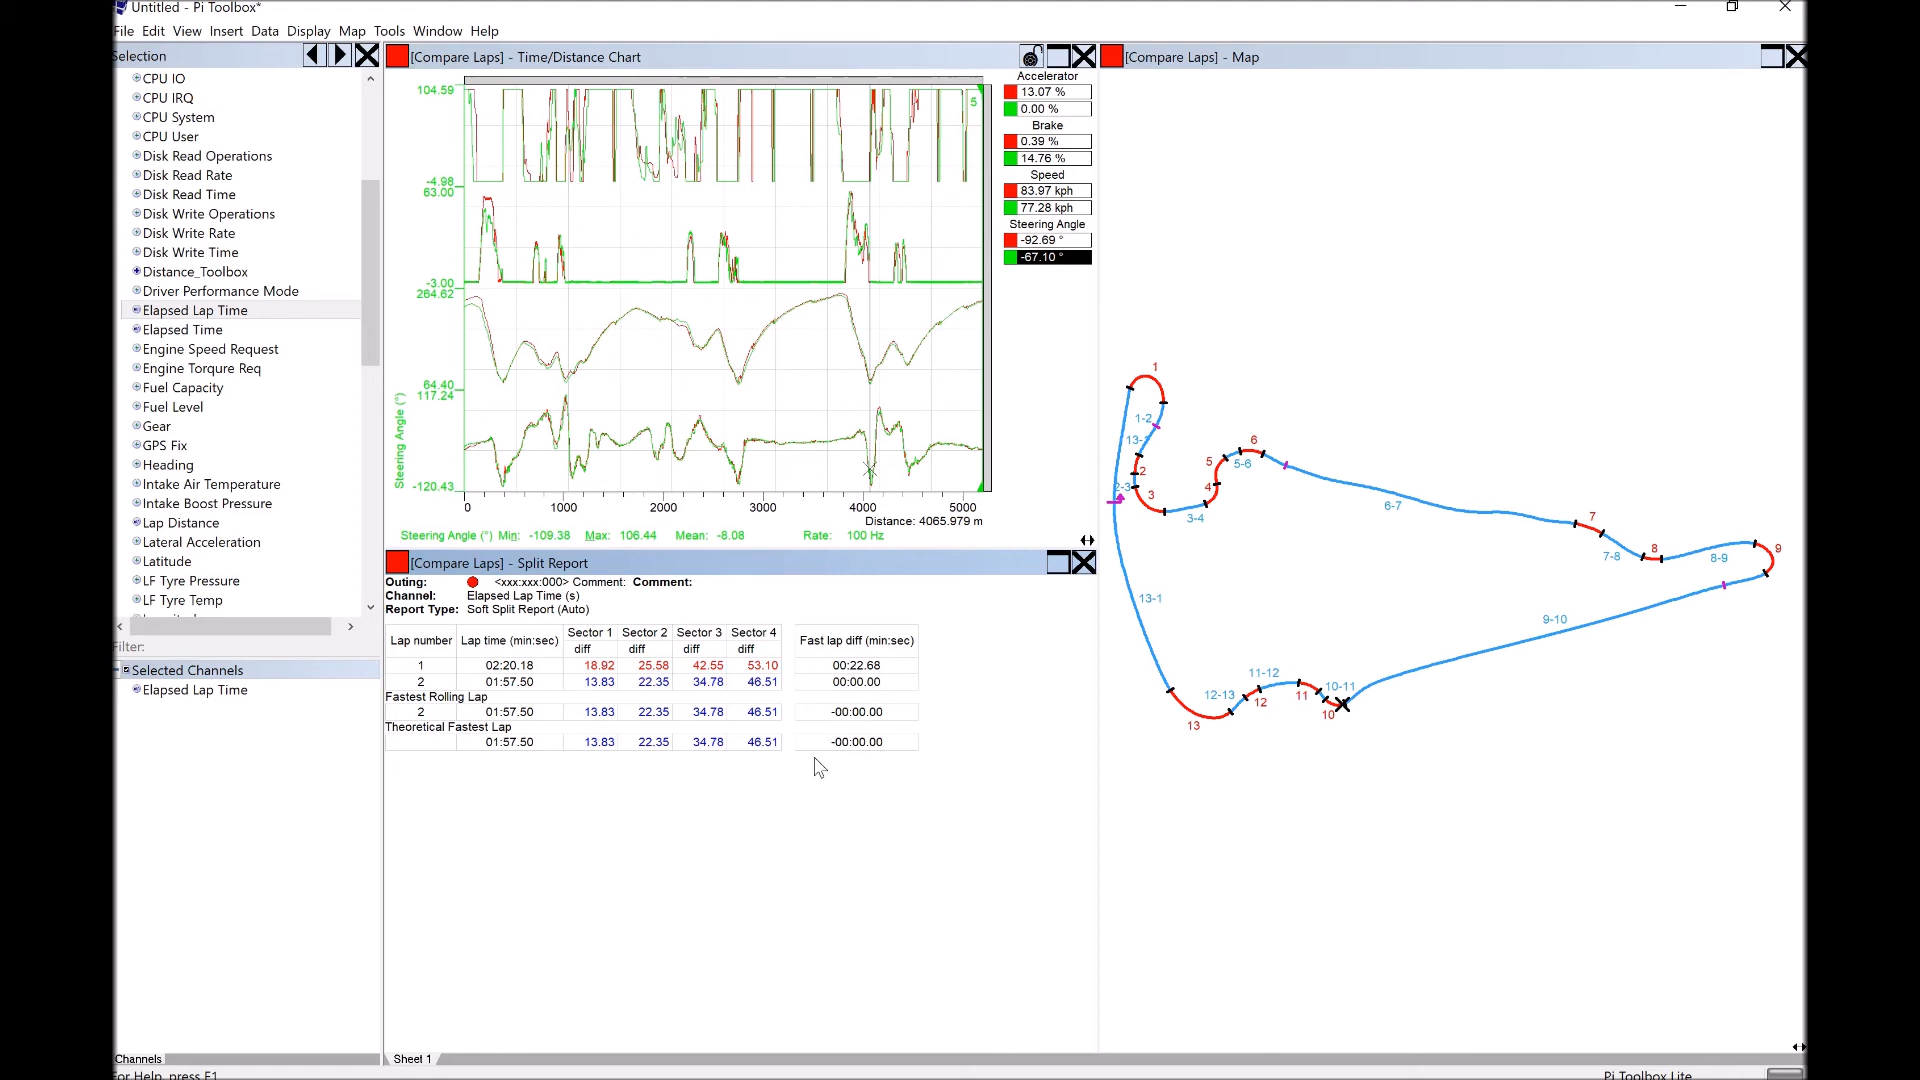 Untitled - Pi Toolbox*
File Edit View Insert Data Display Map Tools Window Help
Selection
CPU IO
CPU IRQ
CPU System
CPU User
Disk Read Operations
Disk Read Rate
Disk Read Time
Disk Write Operations
Disk Write Rate
Disk Write Time
Distance_Toolbox
Driver Performance Mode
Elapsed Lap Time
Elapsed Time
Engine Speed Request
Engine Torqure Req
Fuel Capacity
Fuel Level
Gear
GPS Fix
Heading
Intake Air Temperature
Intake Boost Pressure
Lap Distance
Lateral Acceleration
Latitude
LF Tyre Pressure
LF Tyre Temp
Filter:
Selected Channels
Elapsed Lap Time
Channels
For Help, press F1
[Compare Laps] - Time/Distance Chart
104.59
5
-4.98
63.00
-3.00
264.62
64.40
117.24
Steering Angle (°)
-120.43
0 1000 2000 3000 4000 5000
Distance: 4065.979 m
Steering Angle (°) Min: -109.38 Max: 106.44 Mean: -8.08 Rate: 100 Hz
Accelerator
13.07 %
0.00 %
Brake
0.39 %
14.76 %
Speed
83.97 kph
77.28 kph
Steering Angle
-92.69 °
-67.10 °
[Compare Laps] - Split Report
Outing: <xxx:xxx:000> Comment: Comment:
Channel: Elapsed Lap Time (s)
Report Type: Soft Split Report (Auto)
Lap number Lap time (min:sec) Sector 1 diff Sector 2 diff Sector 3 diff Sector 4 diff Fast lap diff (min:sec)
1 02:20.18 18.92 25.58 42.55 53.10 00:22.68
2 01:57.50 13.83 22.35 34.78 46.51 00:00.00
Fastest Rolling Lap
2 01:57.50 13.83 22.35 34.78 46.51 -00:00.00
Theoretical Fastest Lap
01:57.50 13.83 22.35 34.78 46.51 -00:00.00
Sheet 1
[Compare Laps] - Map
1
1-2
13-1
2
2-3
3
3-4
4
5
5-6
6
6-7
7
7-8
8
8-9
9
9-10
10
10-11
11
11-12
12
12-13
13
13-1
Pi Toolbox Lite